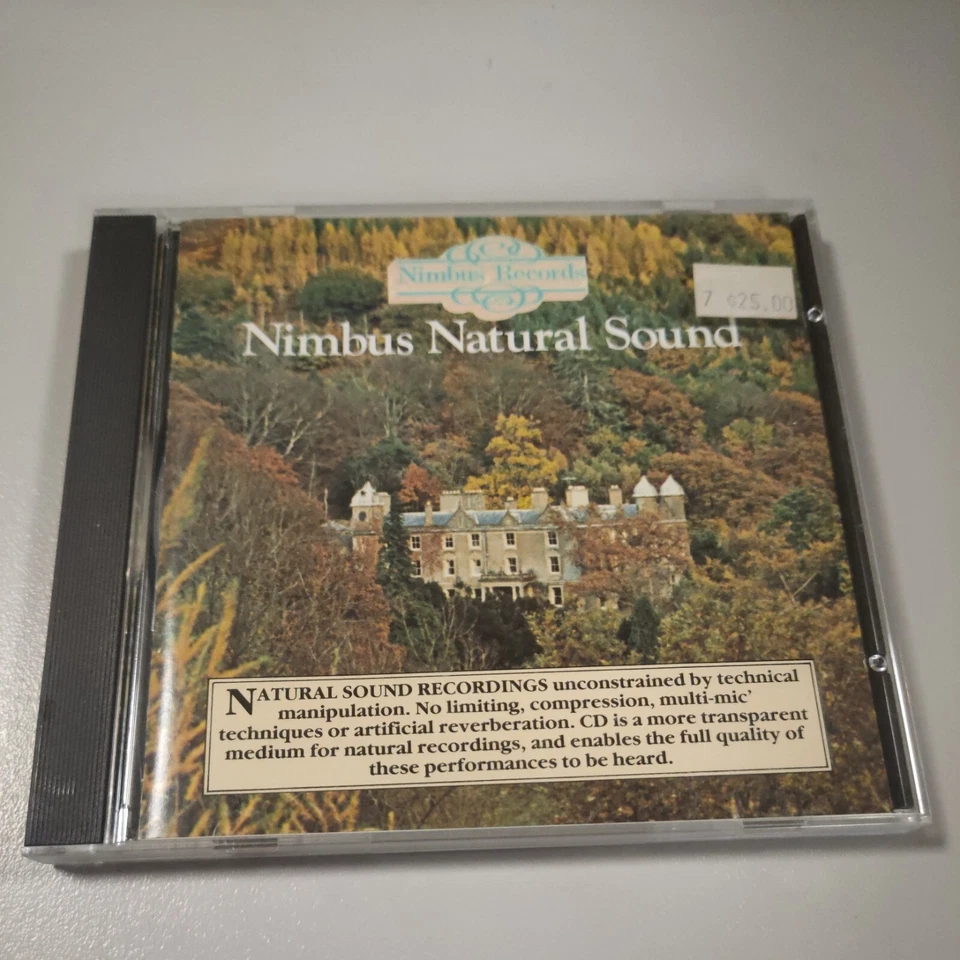 Nimbus Records
7 $25.00
Nimbus Natural Sound
NATURAL SOUND RECORDINGS unconstrained by technical
manipulation. No limiting, compression, multi-mic'
techniques or artificial reverberation. CD is a more transparent
medium for natural recordings, and enables the full quality of
these performances to be heard.